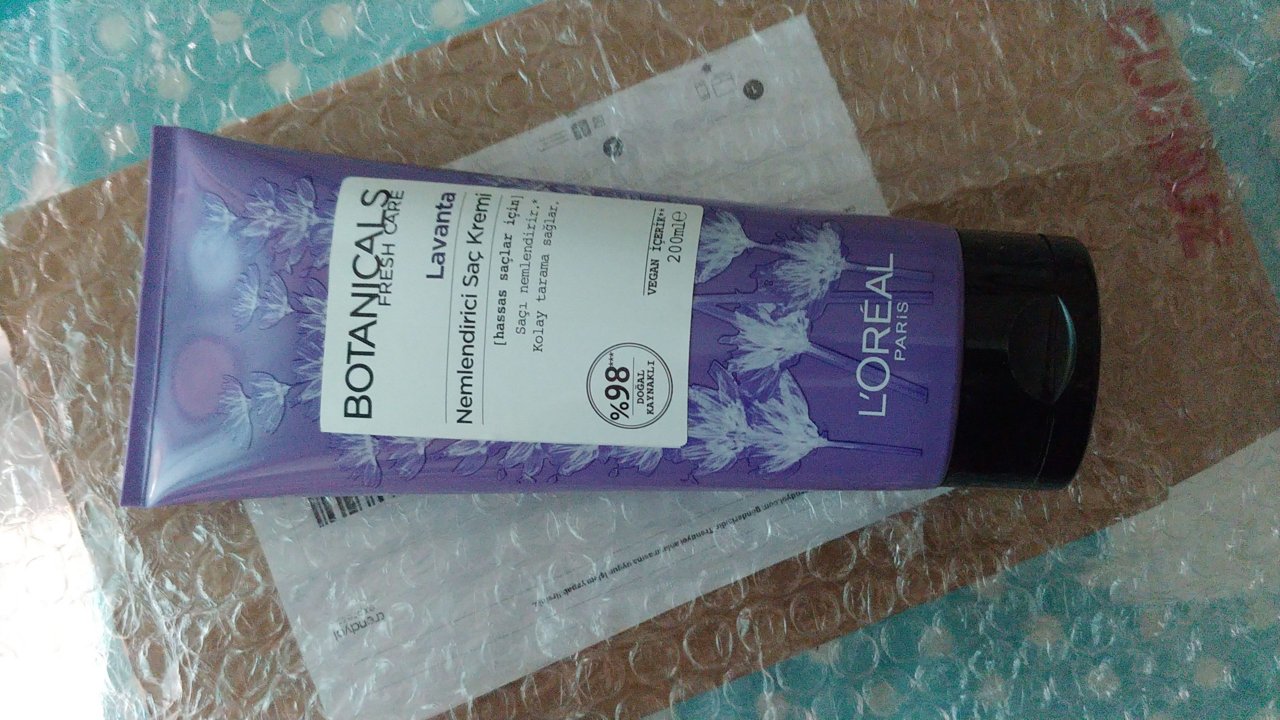 BOTANICALS
FRESH CARE
Lavanta
Nemlendirici Saç Kremi
[hassas saçlar için]
Saçı nemlendirir.*
Kolay tarama sağlar.
%98***
DOĞAL
KAYNAKLI
VEGAN İÇERİK**
200ml℮
L'ORÉAL
PARiS
trendyol